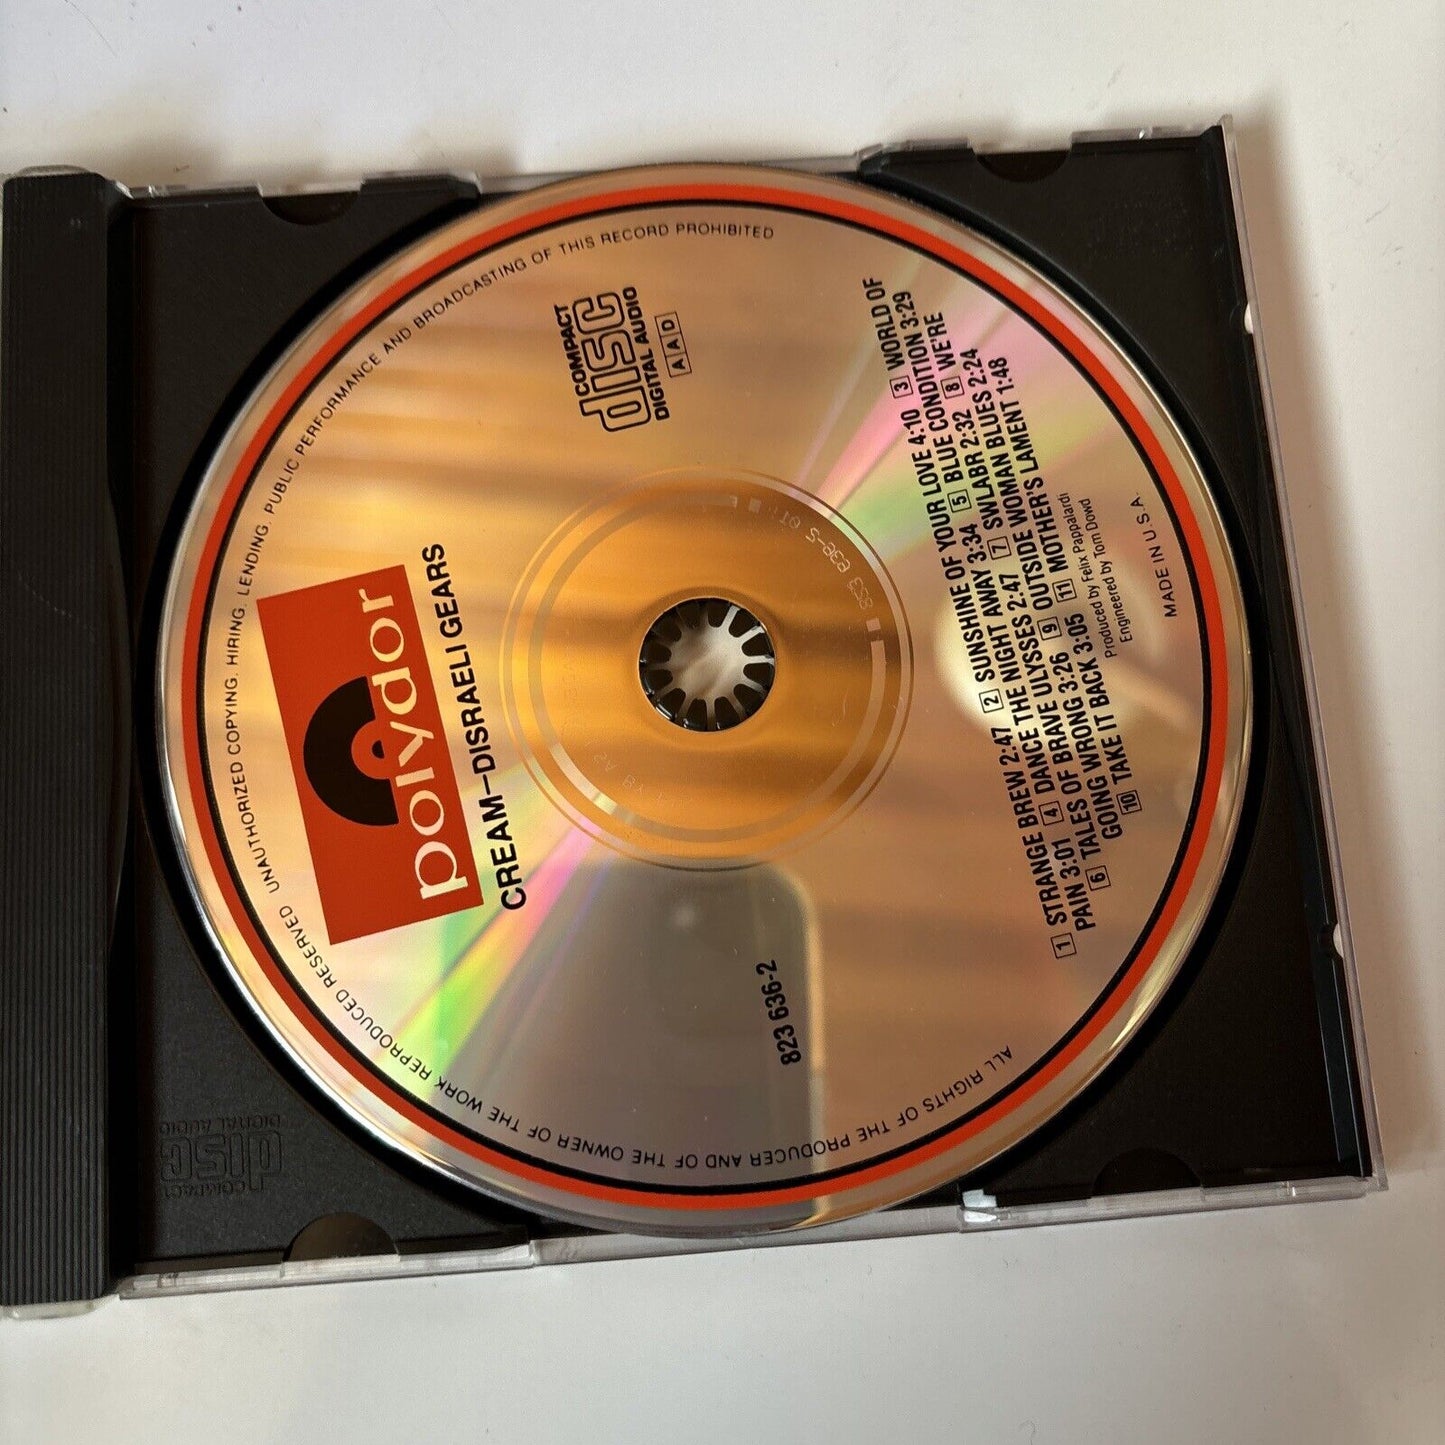 polydor
CREAM–DISRAELI GEARS
COMPACT
disc
DIGITAL AUDIO
A A D
823 636-2
1 STRANGE BREW 2:47 2 SUNSHINE OF YOUR LOVE 4:10 3 WORLD OF
PAIN 3:01 4 DANCE THE NIGHT AWAY 3:34 5 BLUE CONDITION 3:29
6 TALES OF BRAVE ULYSSES 2:47 7 SWLABR 2:32 8 WE'RE
GOING WRONG 3:26 9 OUTSIDE WOMAN BLUES 2:24
10 TAKE IT BACK 3:05 11 MOTHER'S LAMENT 1:48
Produced by Felix Pappalardi
Engineered by Tom Dowd
MADE IN U.S.A.
ALL RIGHTS OF THE PRODUCER AND OF THE OWNER OF THE WORK REPRODUCED RESERVED UNAUTHORIZED COPYING, HIRING, LENDING, PUBLIC PERFORMANCE AND BROADCASTING OF THIS RECORD PROHIBITED
COMPACT
disc
DIGITAL AUDIO